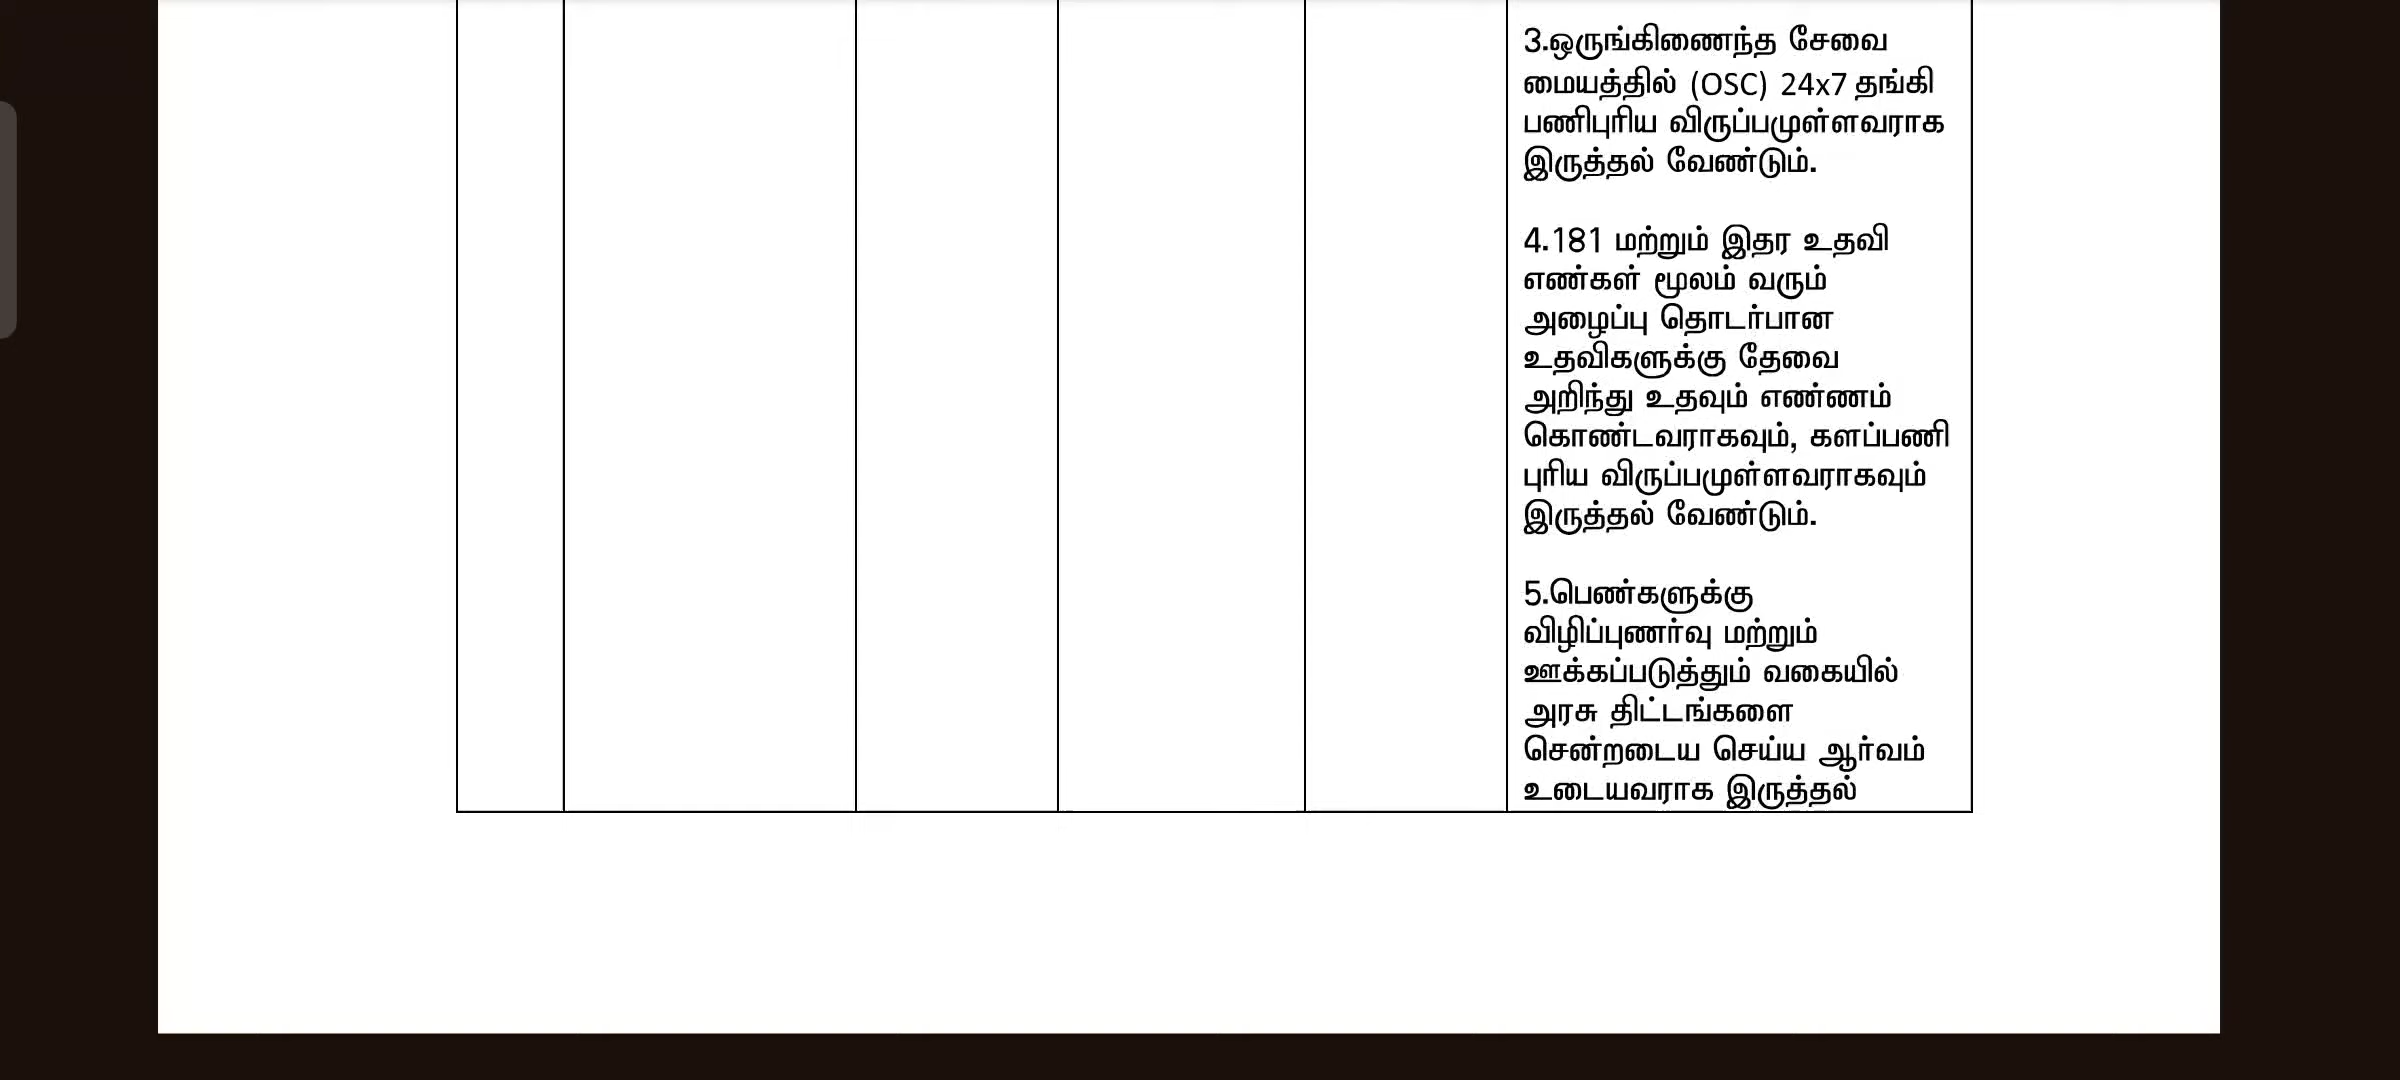 3.ஒருங்கிணைந்த சேவை
மையத்தில் (OSC) 24x7 தங்கி
பணிபுரிய விருப்பமுள்ளவராக
இருத்தல் வேண்டும்.
4.181 மற்றும் இதர உதவி
எண்கள் மூலம் வரும்
அழைப்பு தொடர்பான
உதவிகளுக்கு தேவை
அறிந்து உதவும் எண்ணம்
கொண்டவராகவும், களப்பணி
புரிய விருப்பமுள்ளவராகவும்
இருத்தல் வேண்டும்.
5.பெண்களுக்கு
விழிப்புணர்வு மற்றும்
ஊக்கப்படுத்தும் வகையில்
அரசு திட்டங்களை
சென்றடைய செய்ய ஆர்வம்
உடையவராக இருத்தல்